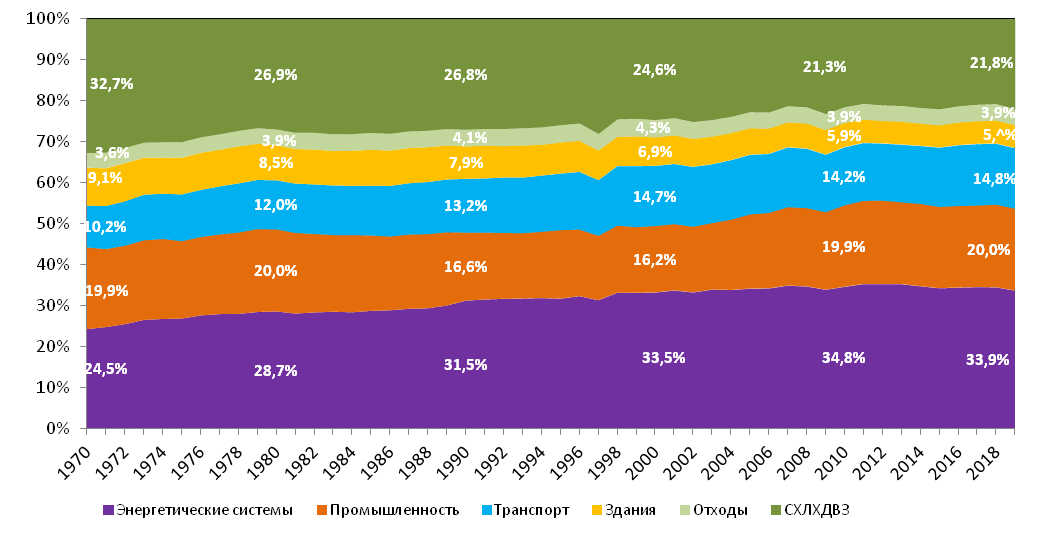 100%
90%
80%
70%
60%
50%
40%
30%
20%
10%
0%
32,7% 26,9% 26,8% 24,6% 21,3% 21,8%
3,6% 3,9% 4,1% 4,3% 3,9% 3,9%
9,1% 8,5% 7,9% 6,9% 5,9%
10,2% 12,0% 13,2% 14,7% 14,2% 14,8%
19,9% 20,0% 16,6% 16,2% 19,9% 20,0%
24,5% 28,7% 31,5% 33,5% 34,8% 33,9%
1970 1972 1974 1976 1978 1980 1982 1984 1986 1988 1990 1992 1994 1996 1998 2000 2002 2004 2006 2008 2010 2012 2014 2016 2018
Энергетические системы Промышленность Транспорт Здания Отходы СХЛХДВЗ